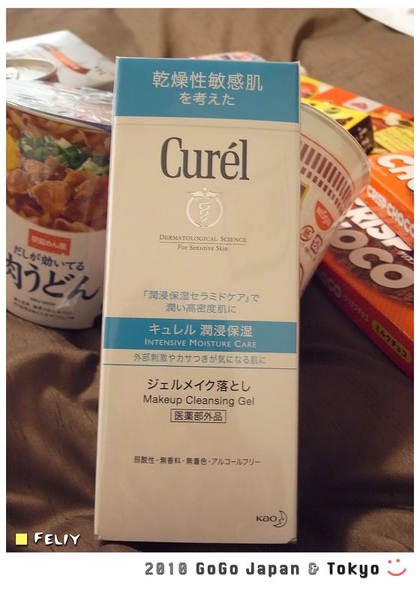 乾燥性敏感肌
を考えた
Curél
DERMATOLOGICAL SCIENCE
For Sensitive Skin
「潤浸保湿セラミドケア」で
潤い高密度肌に
キュレル 潤浸保湿
INTENSIVE MOISTURE CARE
外部刺激やカサつきが気になる肌に
ジェルメイク落とし
Makeup Cleansing Gel
医薬部外品
弱酸性・無香料・無着色・アルコールフリー
Kao
だしが効いてる
肉うどん
CRISP CHOCO
CRISP
CHOCO
FELIY
2010 GoGo Japan & Tokyo